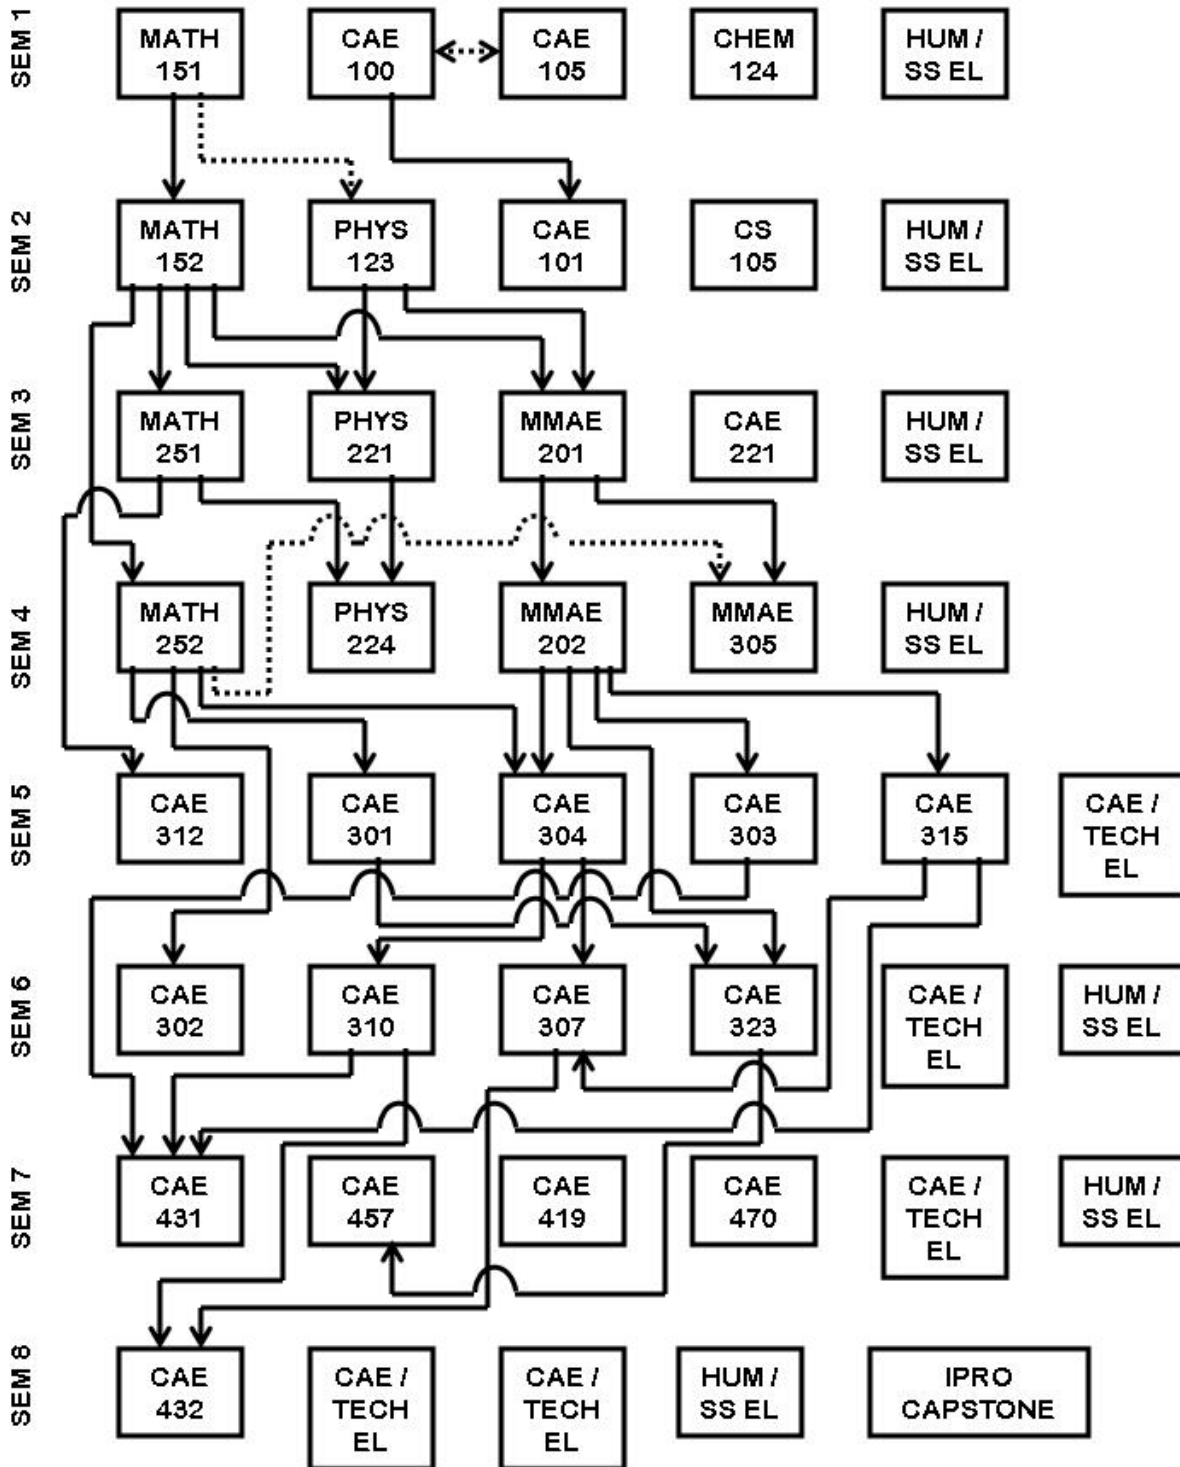 SEM 1
MATH
151
CAE
100
CAE
105
CHEM
124
HUM /
SS EL
SEM 2
MATH
152
PHYS
123
CAE
101
CS
105
HUM /
SS EL
SEM 3
MATH
251
PHYS
221
MMAE
201
CAE
221
HUM /
SS EL
SEM 4
MATH
252
PHYS
224
MMAE
202
MMAE
305
HUM /
SS EL
SEM 5
CAE
312
CAE
301
CAE
304
CAE
303
CAE
315
CAE /
TECH
EL
SEM 6
CAE
302
CAE
310
CAE
307
CAE
323
CAE /
TECH
EL
HUM /
SS EL
SEM 7
CAE
431
CAE
457
CAE
419
CAE
470
CAE /
TECH
EL
HUM /
SS EL
SEM 8
CAE
432
CAE /
TECH
EL
CAE /
TECH
EL
HUM /
SS EL
IPRO
CAPSTONE